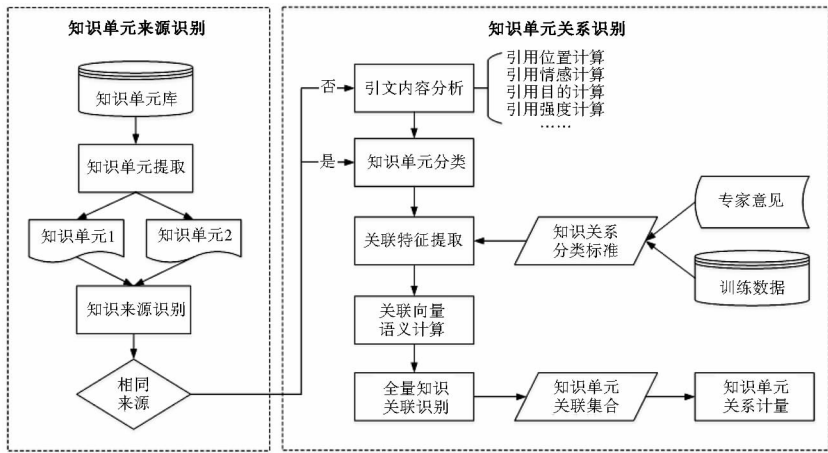 知识单元来源识别
知识单元库
知识单元提取
知识单元1
知识单元2
知识来源识别
相同
来源
知识单元关系识别
否
引文内容分析
引用位置计算
引用情感计算
引用目的计算
引用强度计算
……
是
知识单元分类
关联特征提取
知识关系
分类标准
专家意见
训练数据
关联向量
语义计算
全量知识
关联识别
知识单元
关联集合
知识单元
关系计量